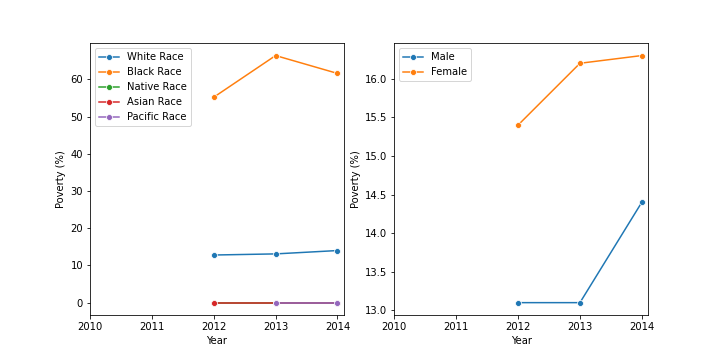 White Race
Black Race
Native Race
Asian Race
Pacific Race
60
50
40
30
20
10
0
Poverty (%)
2010 2011 2012 2013 2014
Year
Male
Female
16.0
15.5
15.0
14.5
14.0
13.5
13.0
Poverty (%)
2010 2011 2012 2013 2014
Year